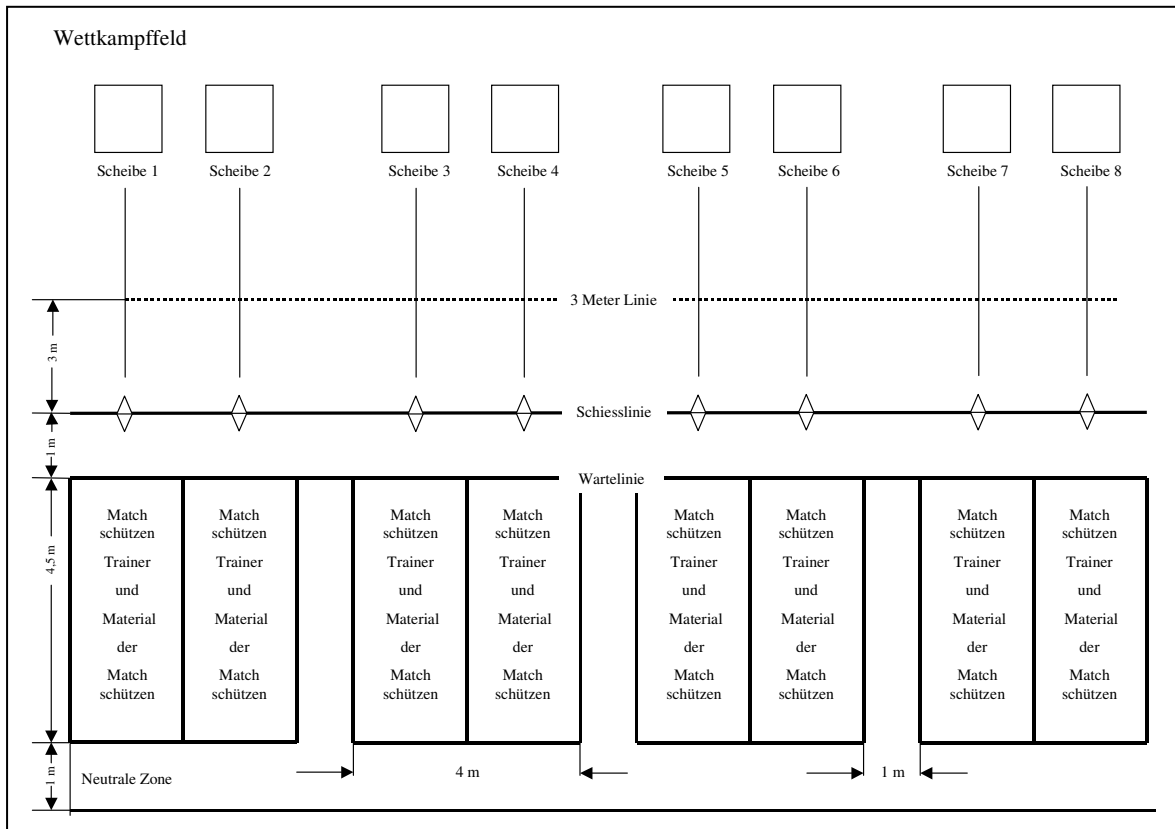 Wettkampffeld
Scheibe 1 Scheibe 2 Scheibe 3 Scheibe 4 Scheibe 5 Scheibe 6 Scheibe 7 Scheibe 8
3 Meter Linie
3 m
Schiesslinie
1 m
Wartelinie
4,5 m
Match Match Match Match Match Match Match Match
schützen schützen schützen schützen schützen schützen schützen schützen
Trainer Trainer Trainer Trainer Trainer Trainer Trainer Trainer
und und und und und und und und
Material Material Material Material Material Material Material Material
der der der der der der der der
Match Match Match Match Match Match Match Match
schützen schützen schützen schützen schützen schützen schützen schützen
1 m
Neutrale Zone 4 m 1 m